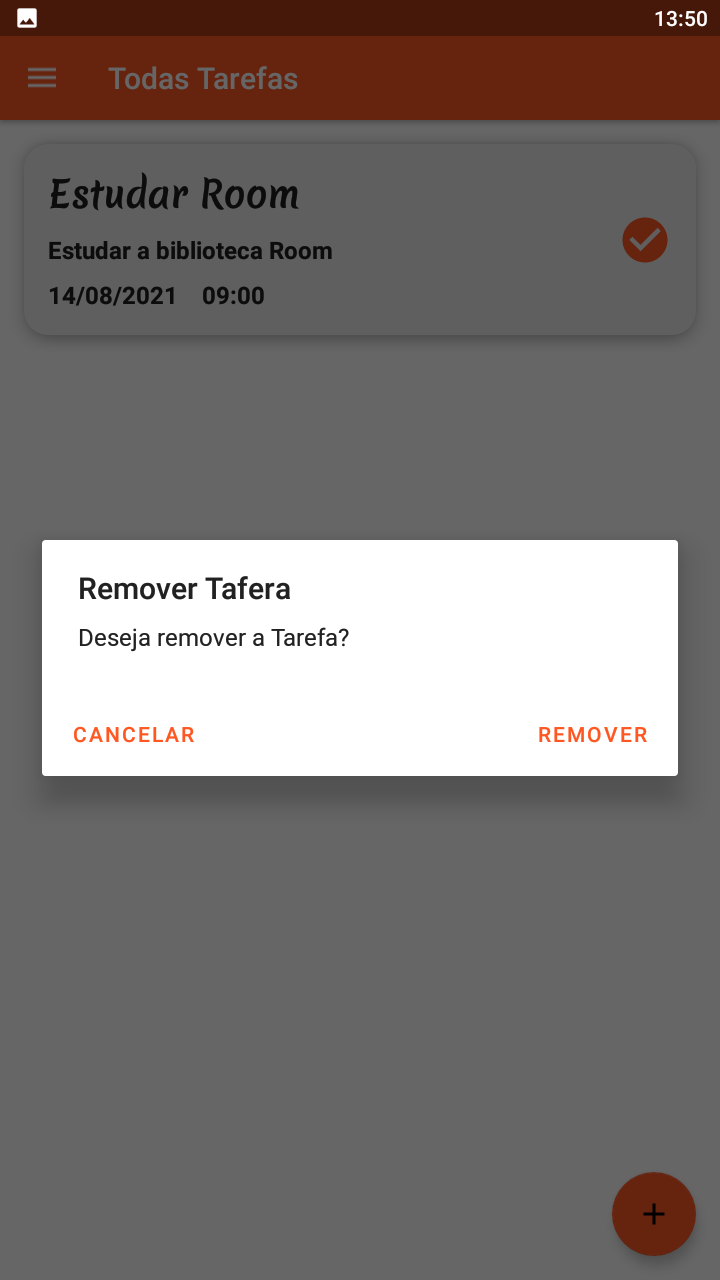 13:50
Todas Tarefas
Estudar Room
Estudar a biblioteca Room
14/08/2021 09:00
Remover Tafera
Deseja remover a Tarefa?
CANCELAR REMOVER